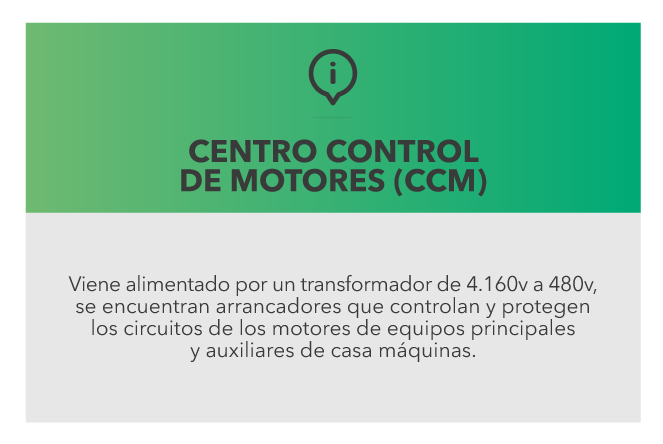 CENTRO CONTROL
DE MOTORES (CCM)
Viene alimentado por un transformador de 4.160v a 480v,
se encuentran arrancadores que controlan y protegen
los circuitos de los motores de equipos principales
y auxiliares de casa máquinas.